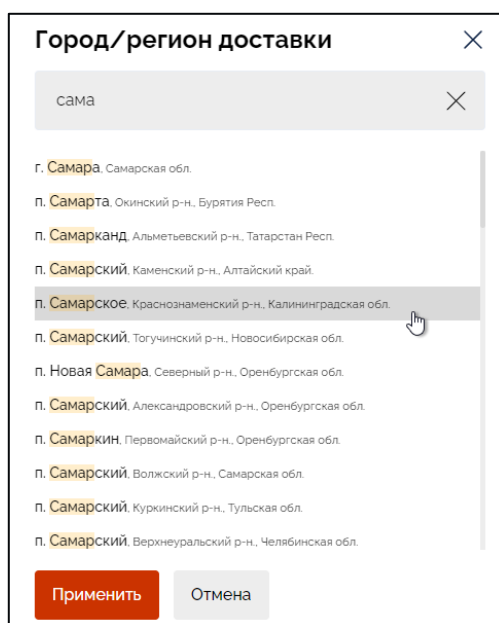 Город/регион доставки
сама
г. Самара, Самарская обл.
п. Самарта, Окинский р-н., Бурятия Респ.
п. Самарканд, Альметьевский р-н., Татарстан Респ.
п. Самарский, Каменский р-н., Алтайский край.
п. Самарское, Краснознаменский р-н., Калининградская обл.
п. Самарский, Тогучинский р-н., Новосибирская обл.
п. Новая Самара, Северный р-н., Оренбургская обл.
п. Самарский, Александровский р-н., Оренбургская обл.
п. Самаркин, Первомайский р-н., Оренбургская обл.
п. Самарский, Волжский р-н., Самарская обл.
п. Самарский, Куркинский р-н., Тульская обл.
п. Самарский, Верхнеуральский р-н., Челябинская обл.
Применить Отмена